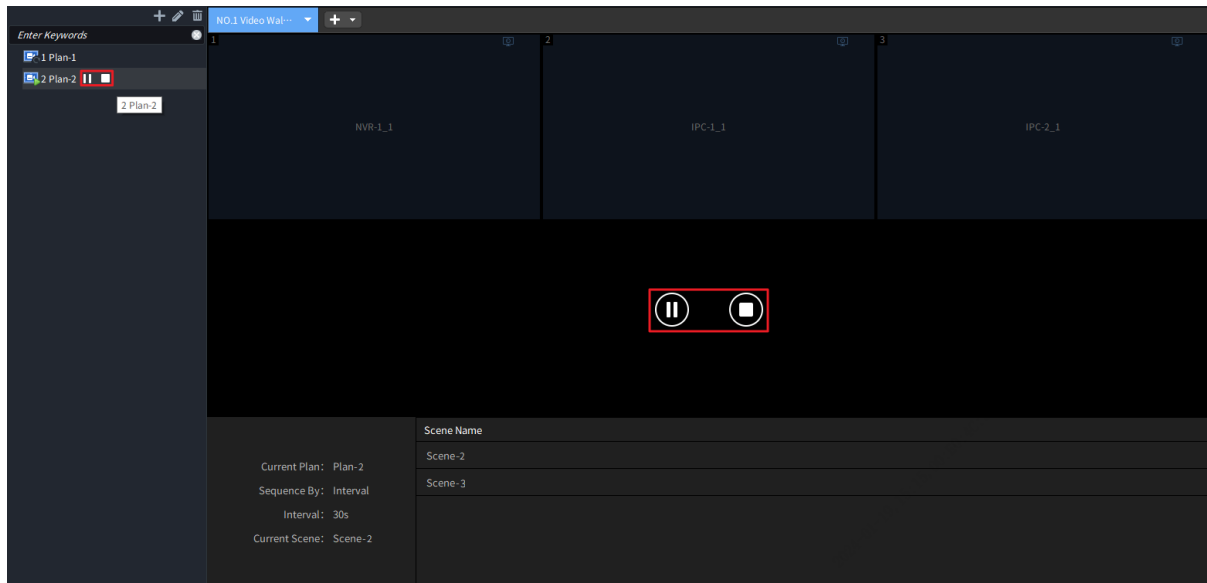 NO.1 Video Wal···
Enter Keywords
1 Plan-1
2 Plan-2
2 Plan-2
1
2
3
NVR-1_1
IPC-1_1
IPC-2_1
Current Plan: Plan-2
Sequence By: Interval
Interval: 30s
Current Scene: Scene-2
Scene Name
Scene-2
Scene-3